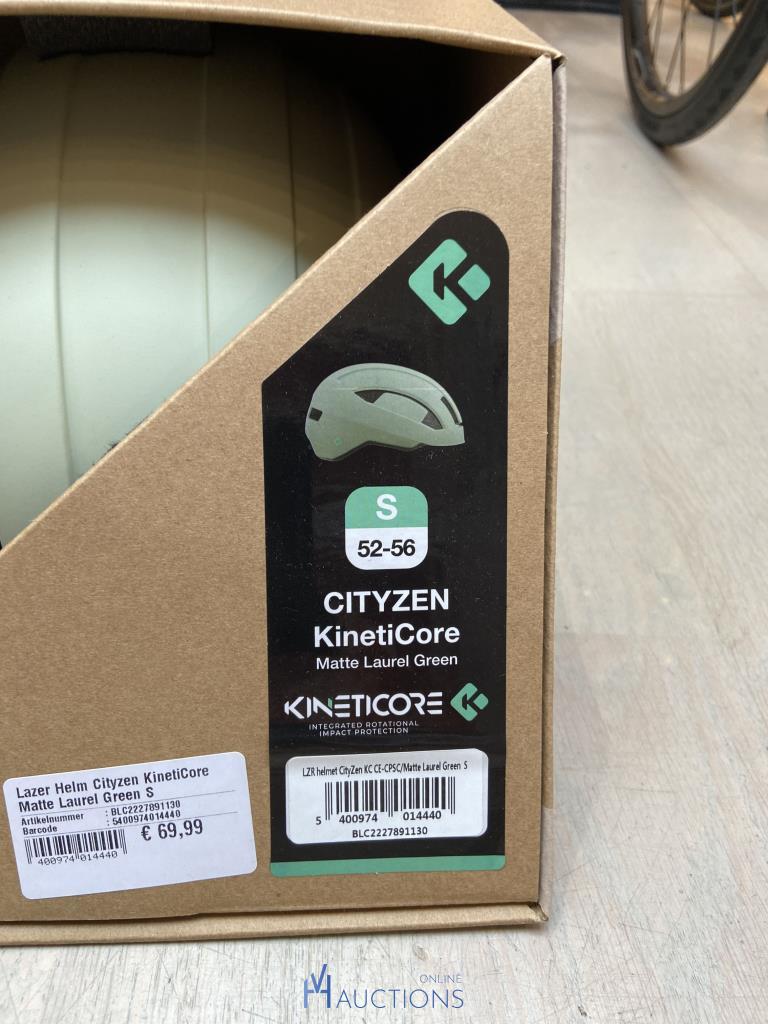 K
S
52-56
CITYZEN
KinetiCore
Matte Laurel Green
KINETICORE K
INTEGRATED ROTATIONAL
IMPACT PROTECTION
LZR helmet CityZen KC CE-CPSC/Matte Laurel Green S
5 400974 014440
BLC2227891130
Lazer Helm Cityzen KinetiCore
Matte Laurel Green S
Artikelnummer : BLC2227891130
Barcode : 5400974014440
€ 69,99
400974 014440
HVA ONLINE
AUCTIONS